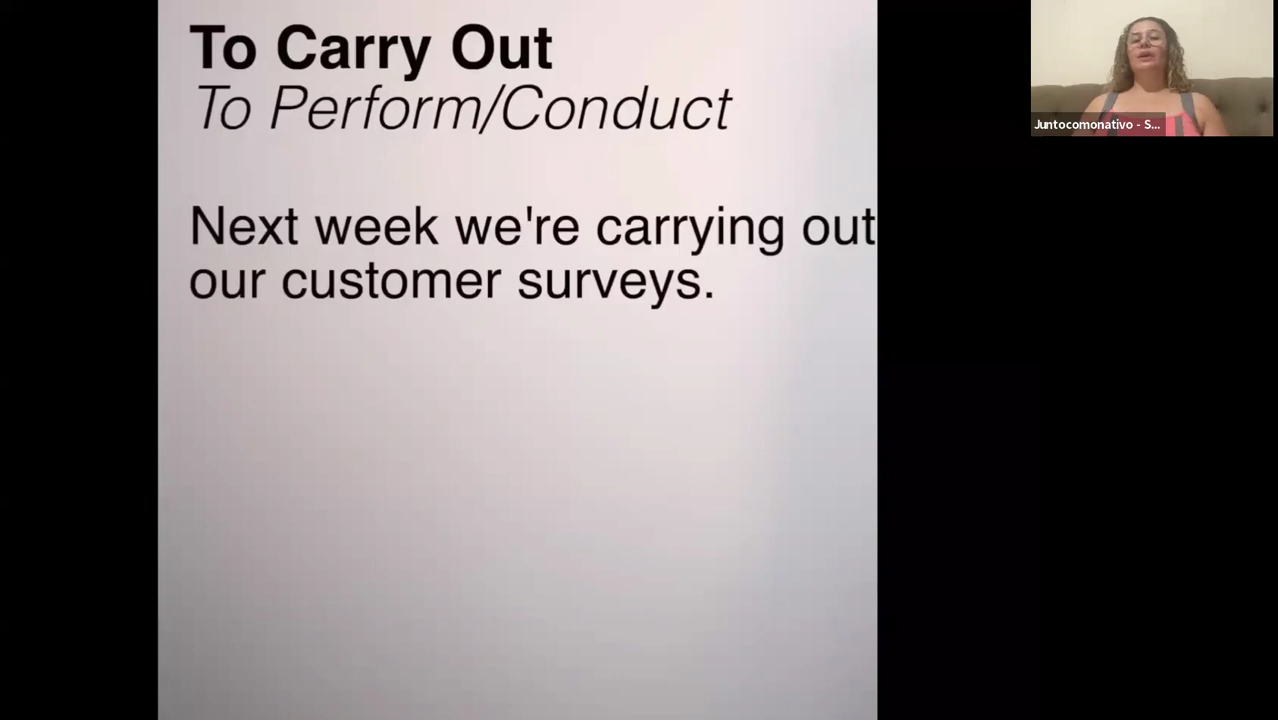 To Carry Out
To Perform/Conduct
Next week we're carrying out
our customer surveys.
Juntocomonativo - S...